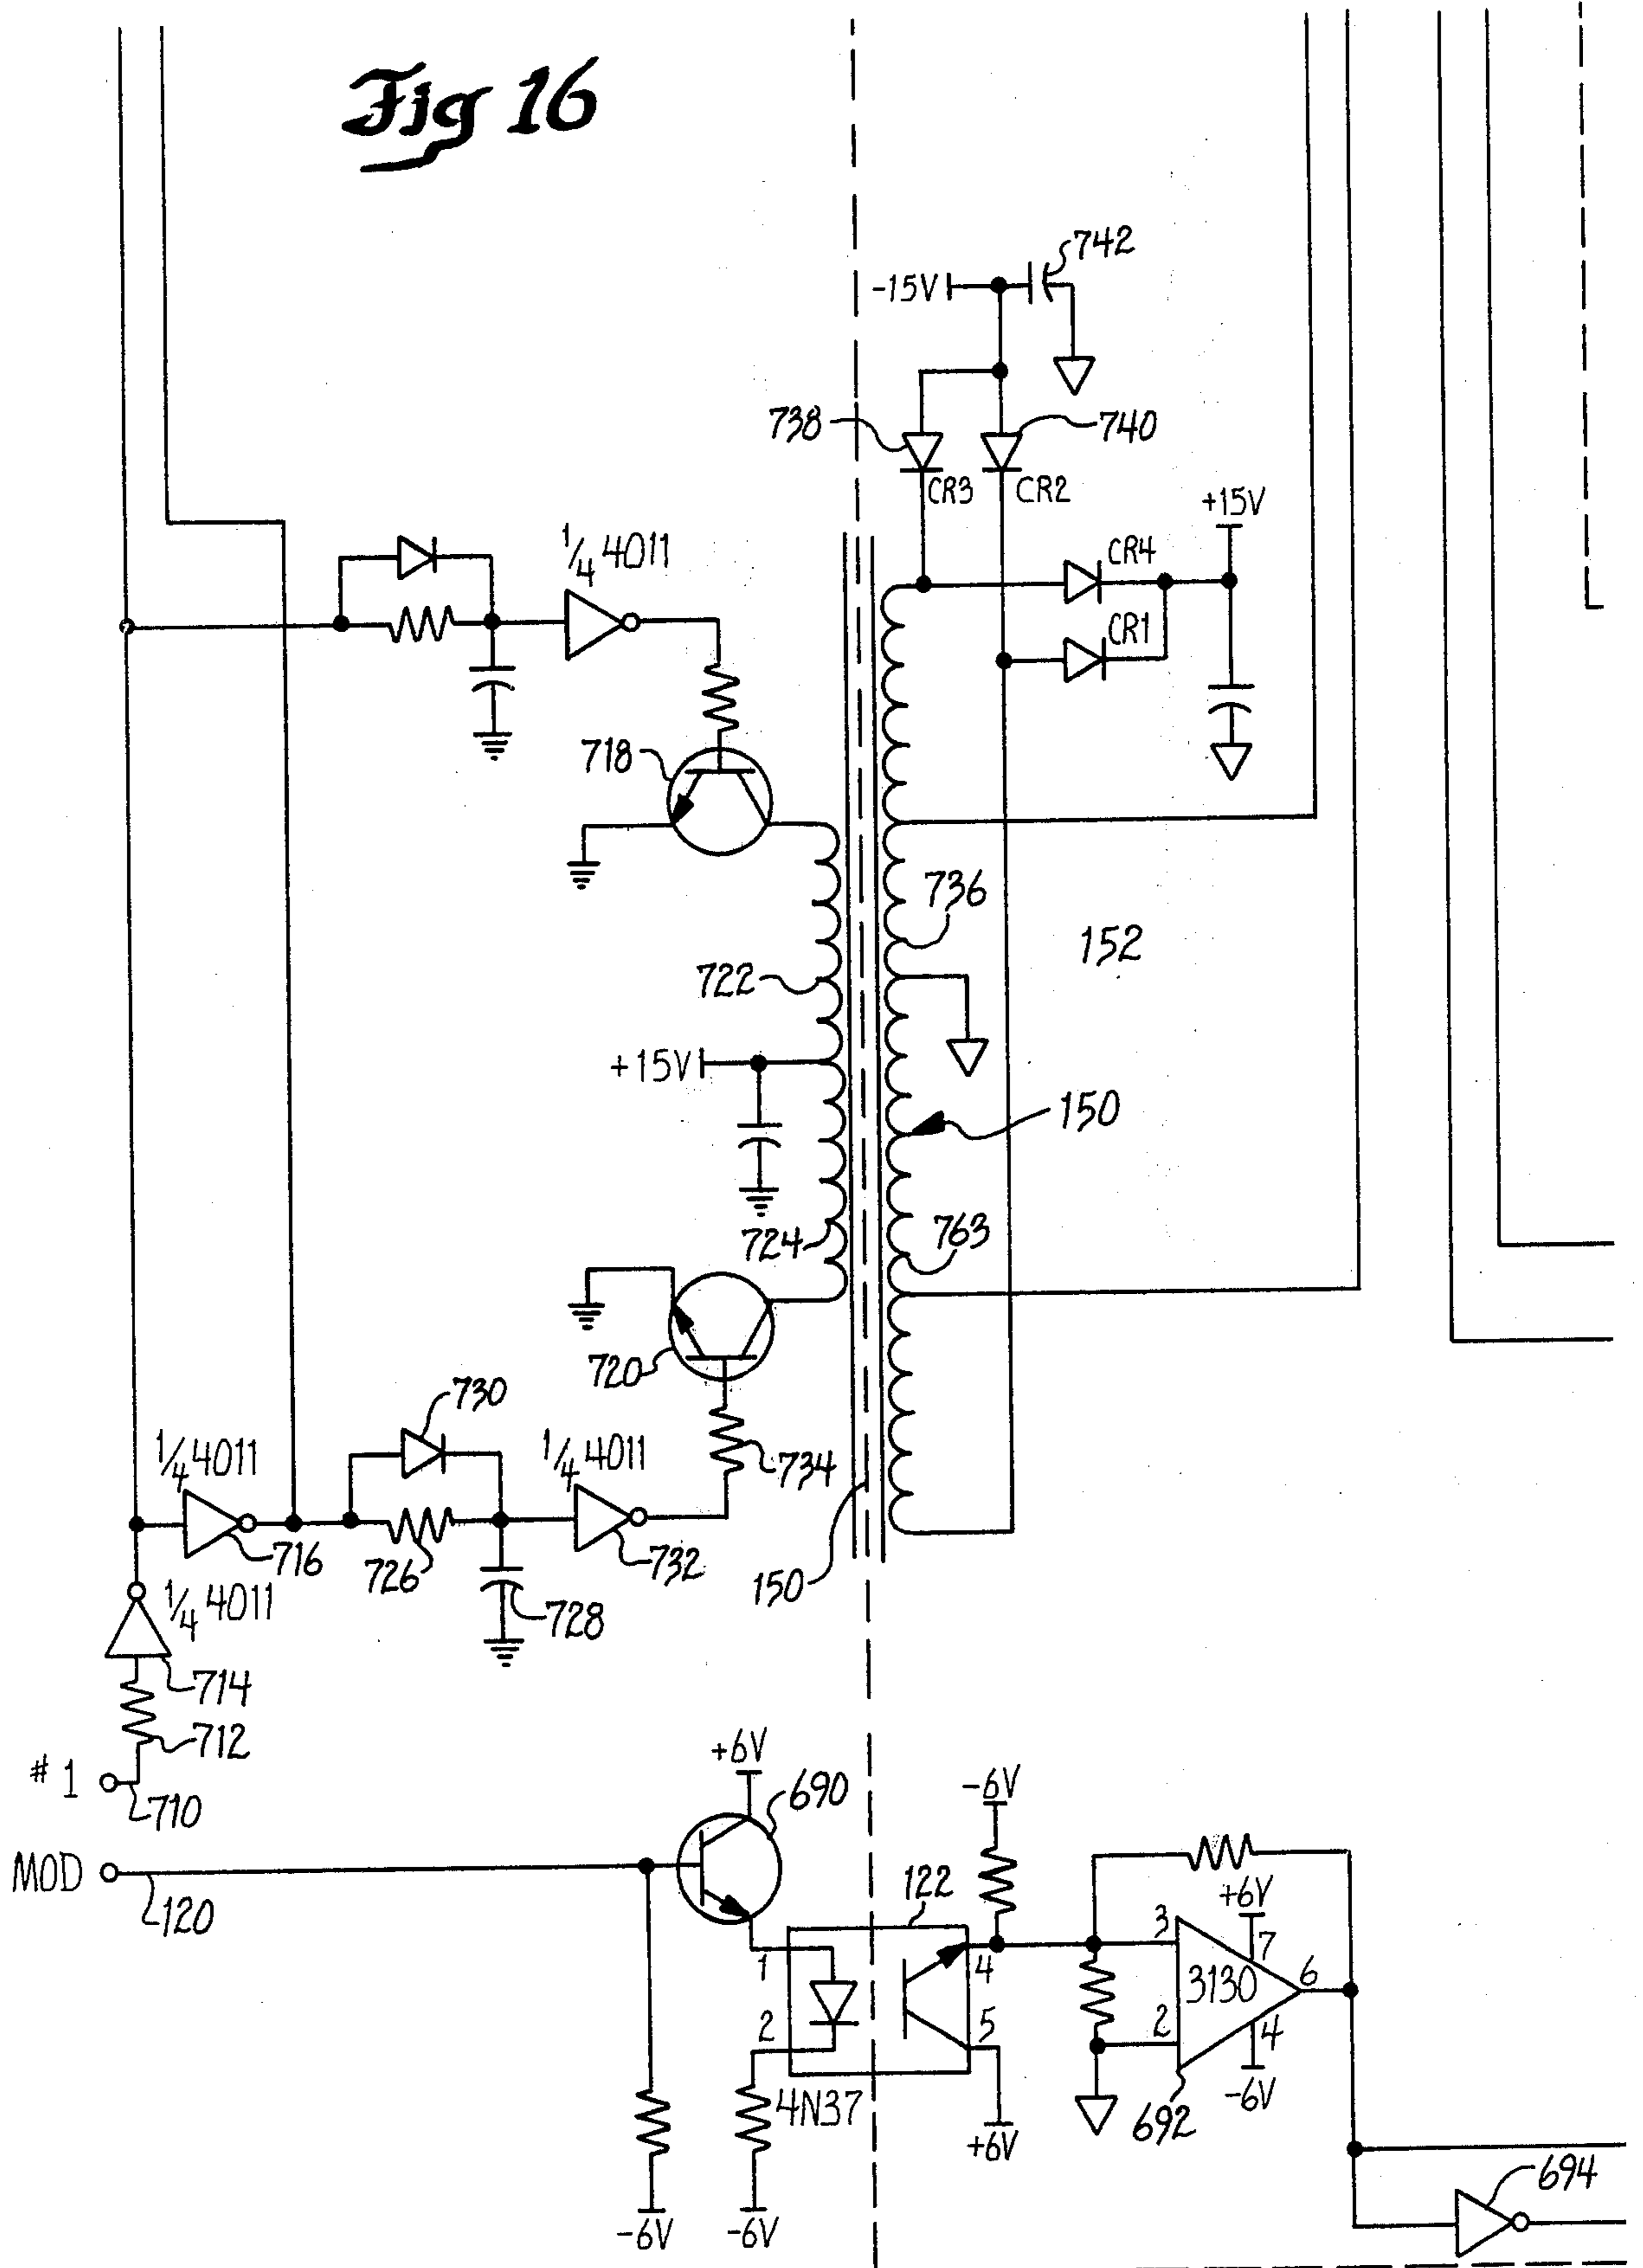 Fig 16
742
-15V
738
740
CR3
CR2
+15V
1/4 4011
CR4
CR1
718
736
152
722
+15V
150
724
763
720
730
1/4 4011
1/4 4011
734
716
726
732
150
1/4 4011
728
714
712
+6V
#1
710
690
-6V
MOD
120
122
+6V
3
7
1
4
3130
6
2
5
2
4
4N37
-6V
692
+6V
694
-6V
-6V